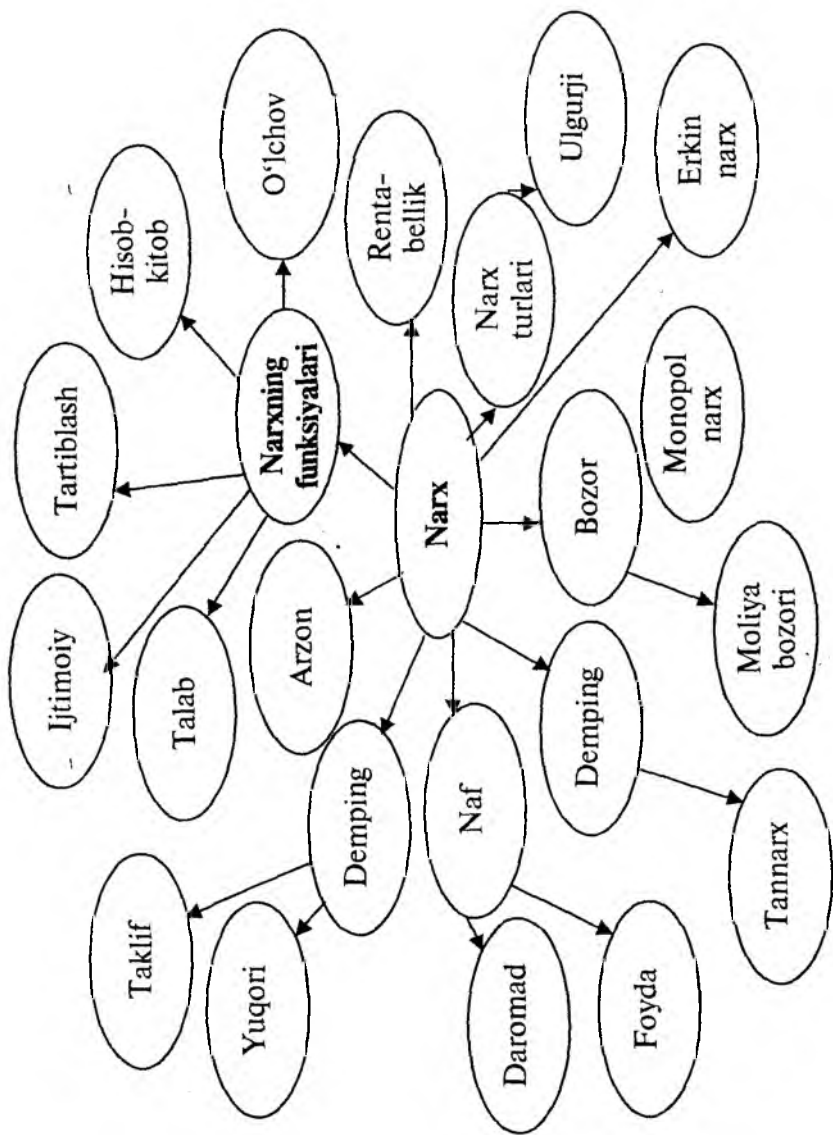 Ijtimoiy
Tartiblash
Taklif
Hisob-
kitob
Talab
Yuqori
Narxning
funksiyalari
O‘lchov
Arzon
Demping
Renta-
bellik
Narx
Naf
Narx
turlari
Daromad
Ulgurji
Demping
Bozor
Foyda
Monopol
narx
Erkin
narx
Moliya
bozori
Tannarx